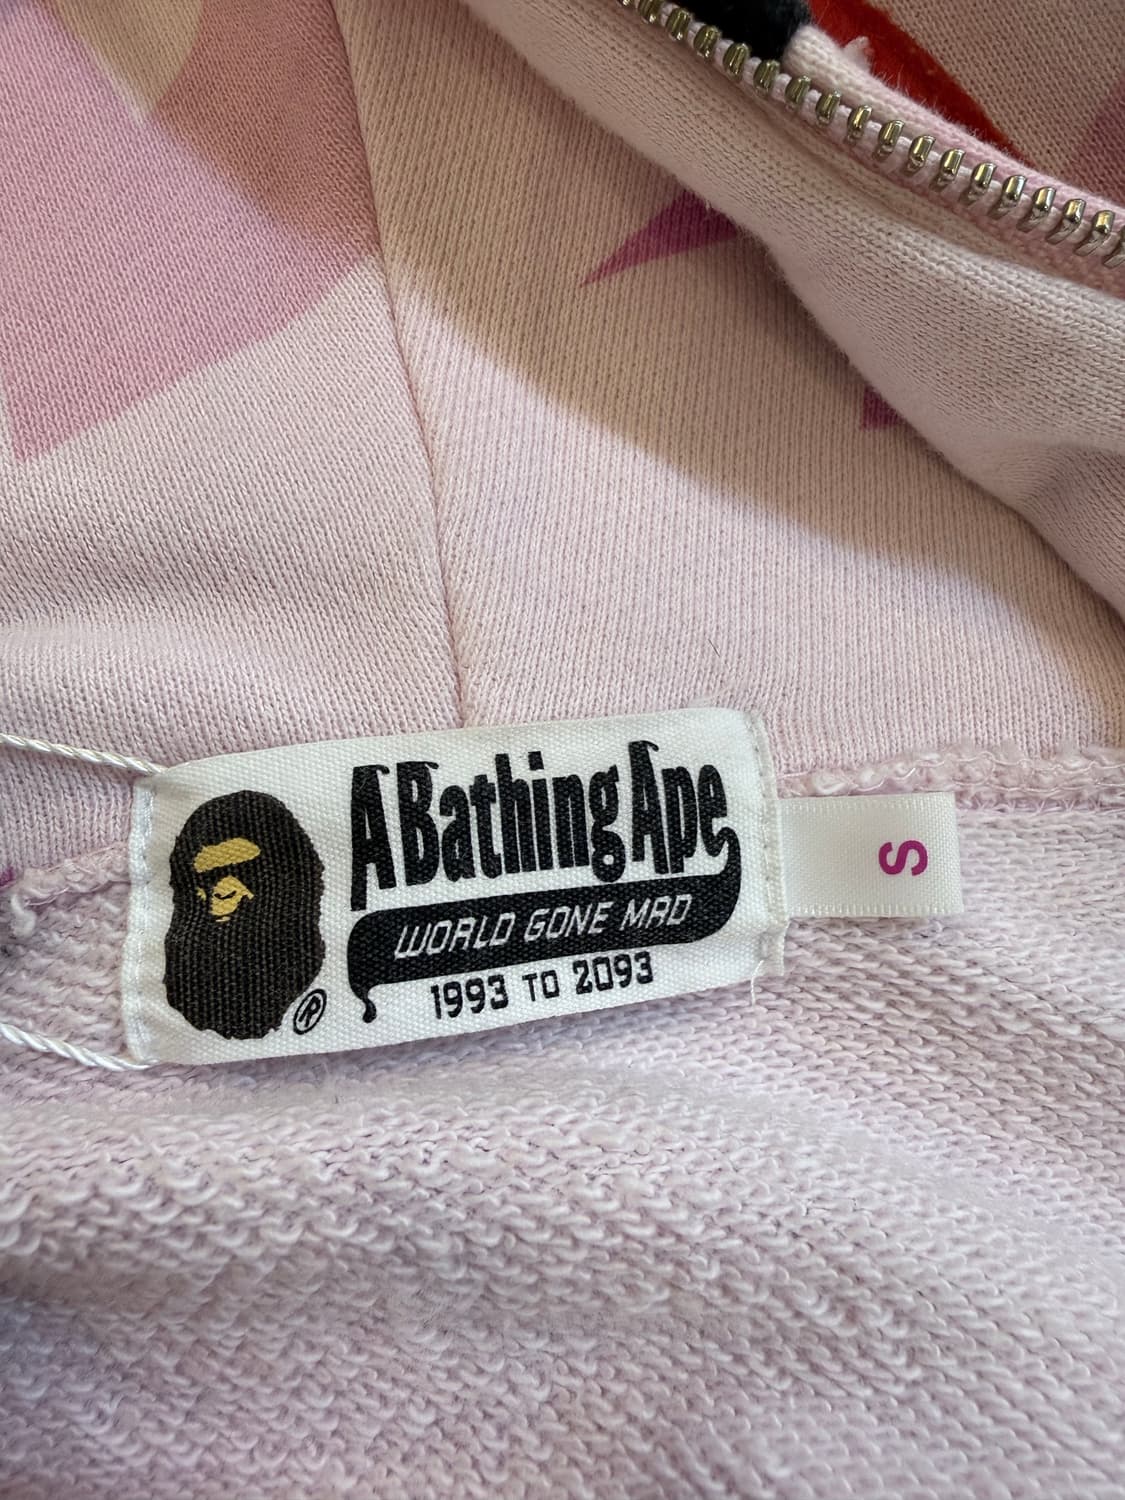 A Bathing Ape
WORLD GONE MAD
1993 TO 2093
®
S